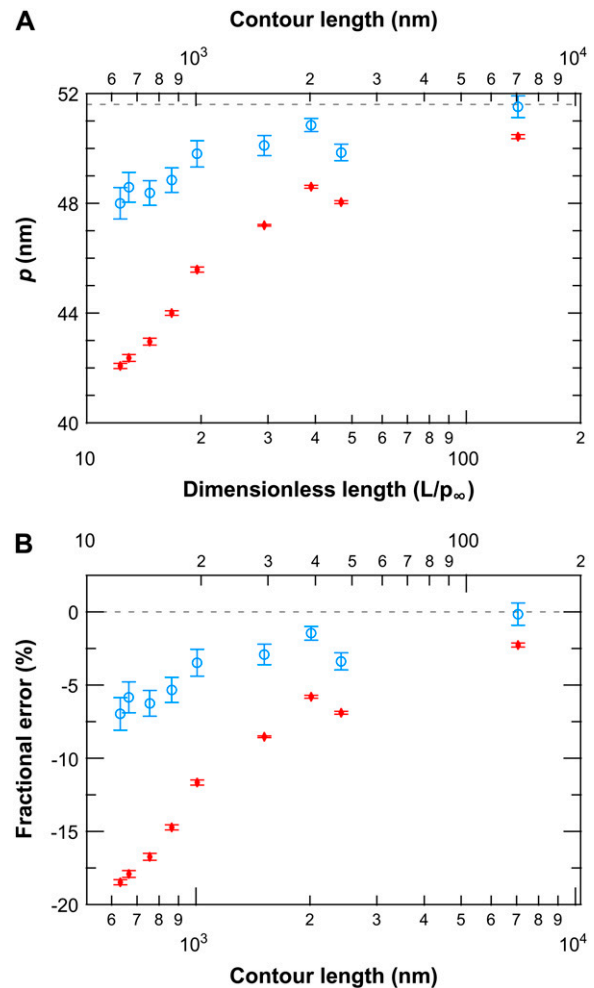 A
Contour length (nm)
10³ 10⁴
6 7 8 9 2 3 4 5 6 7 8 9
52
48
44
40
p (nm)
2 3 4 5 6 7 8 9
10 100 2
Dimensionless length (L/p∞)
B
10 100 2
2 3 4 5 6 7 8 9
0
-5
-10
-15
-20
Fractional error (%)
6 7 8 9 2 3 4 5 6 7 8 9
10³ 10⁴
Contour length (nm)